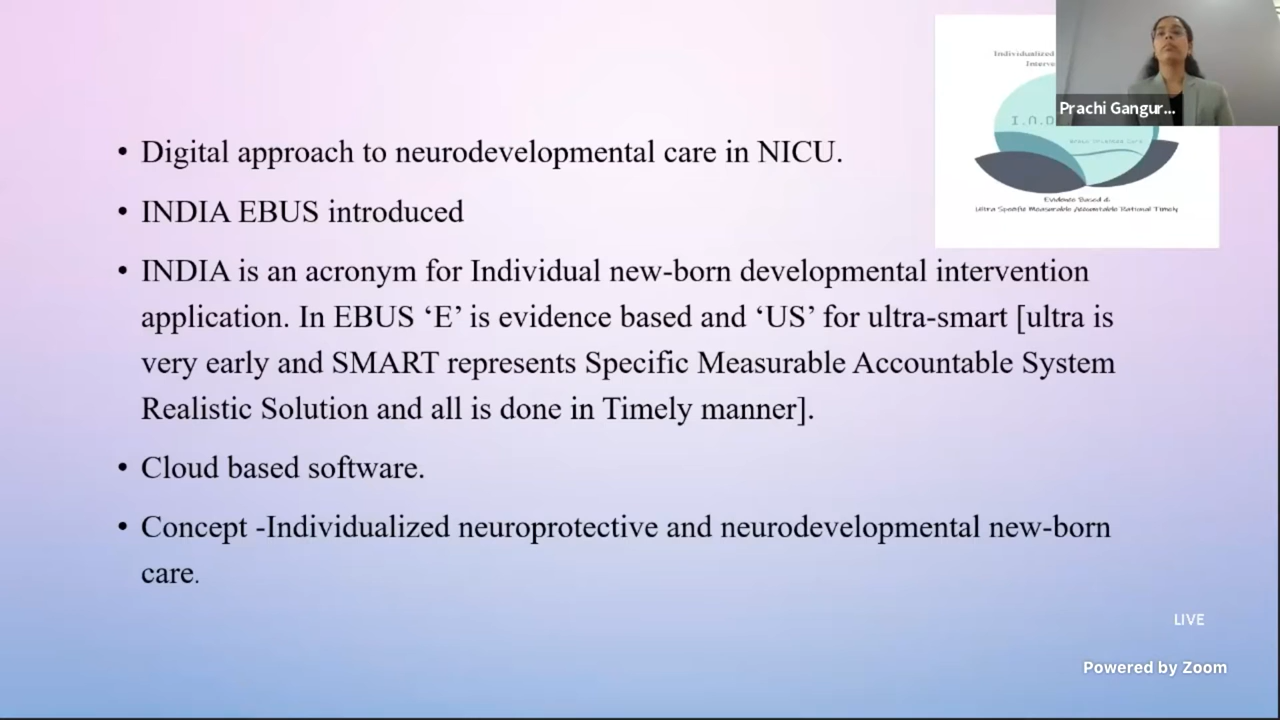 Individualized
Prachi Gangur...
• Digital approach to neurodevelopmental care in NICU.
• INDIA EBUS introduced
• INDIA is an acronym for Individual new-born developmental intervention
application. In EBUS ‘E’ is evidence based and ‘US’ for ultra-smart [ultra is
very early and SMART represents Specific Measurable Accountable System
Realistic Solution and all is done in Timely manner].
• Cloud based software.
• Concept -Individualized neuroprotective and neurodevelopmental new-born
care.
Evidence Based &
Ultra Specific Measurable Accountable Rational Timely
LIVE
Powered by Zoom